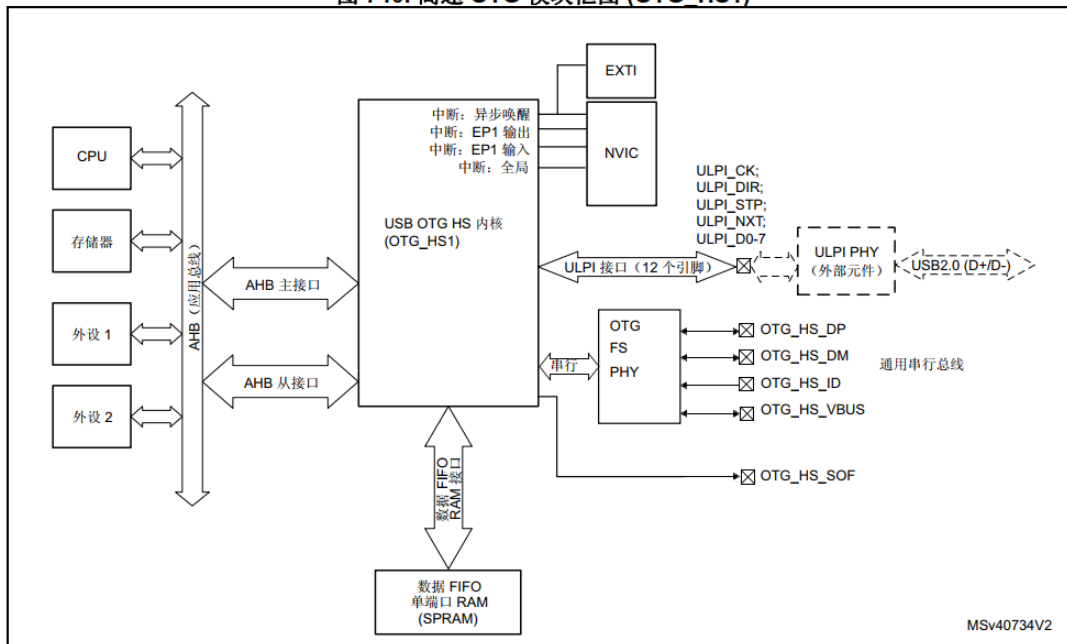 EXTI
中断：异步唤醒
中断：EP1 输出
中断：EP1 输入
中断：全局
NVIC
CPU
存储器
外设 1
外设 2
AHB（应用总线）
AHB 主接口
AHB 从接口
USB OTG HS 内核
(OTG_HS1)
ULPI_CK;
ULPI_DIR;
ULPI_STP;
ULPI_NXT;
ULPI_D0-7
ULPI 接口（12 个引脚）
ULPI PHY
（外部元件）
USB2.0 (D+/D-)
串行
OTG
FS
PHY
OTG_HS_DP
OTG_HS_DM
OTG_HS_ID
OTG_HS_VBUS
通用串行总线
OTG_HS_SOF
数据 FIFO
RAM 接口
数据 FIFO
单端口 RAM
(SPRAM)
MSv40734V2